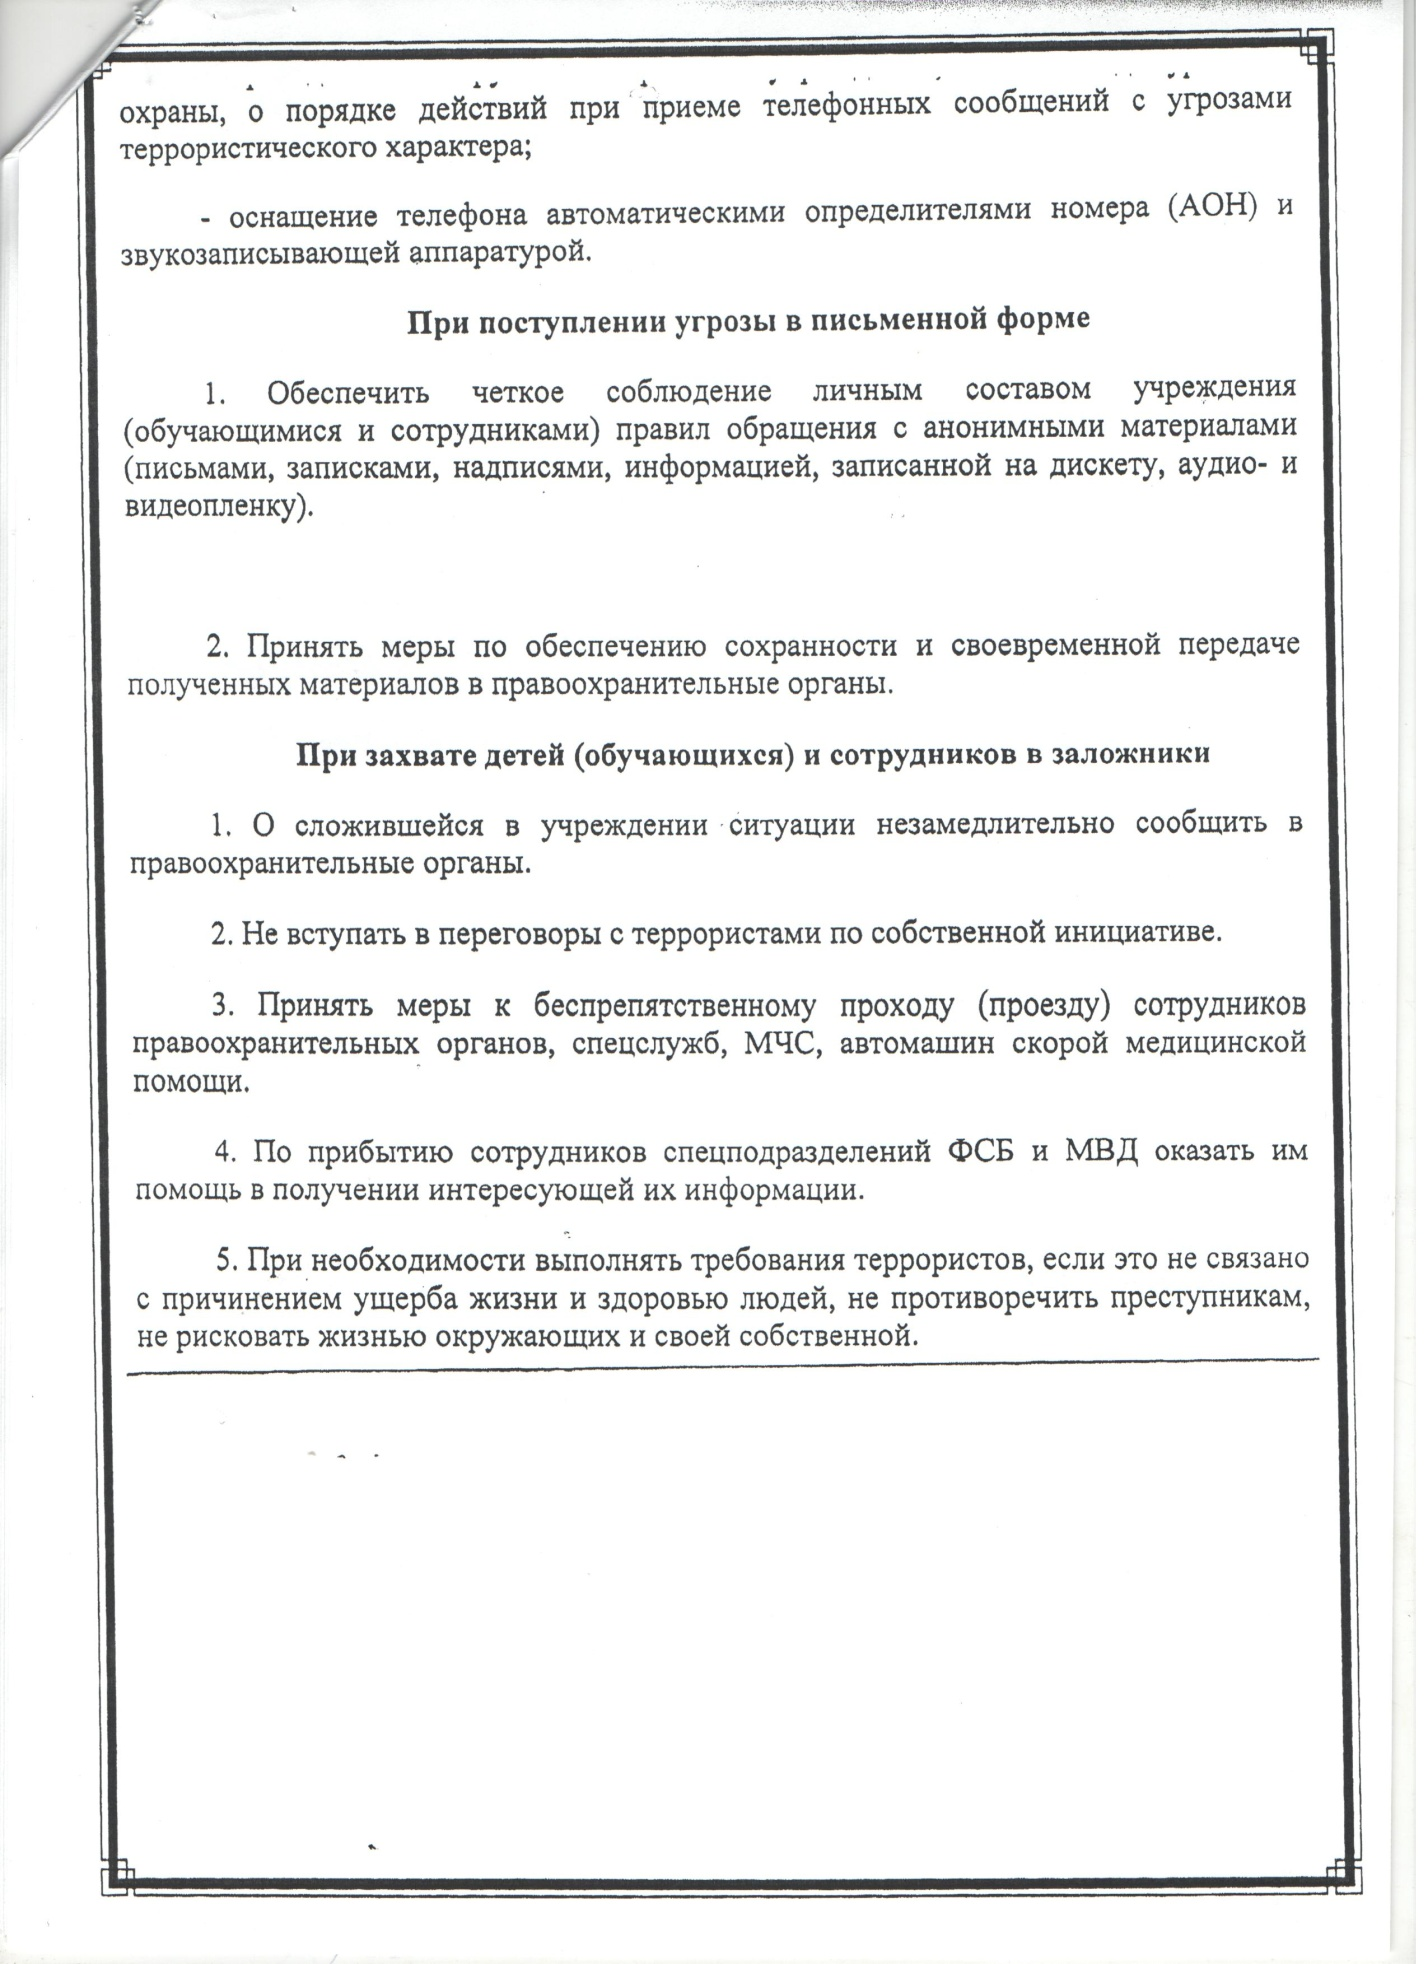 охраны, о порядке действий при приеме телефонных сообщений с угрозами
террористического характера;
- оснащение телефона автоматическими определителями номера (АОН) и
звукозаписывающей аппаратурой.
При поступлении угрозы в письменной форме
1. Обеспечить четкое соблюдение личным составом учреждения
(обучающимися и сотрудниками) правил обращения с анонимными материалами
(письмами, записками, надписями, информацией, записанной на дискету, аудио- и
видеопленку).
2. Принять меры по обеспечению сохранности и своевременной передаче
полученных материалов в правоохранительные органы.
При захвате детей (обучающихся) и сотрудников в заложники
1. О сложившейся в учреждении ситуации незамедлительно сообщить в
правоохранительные органы.
2. Не вступать в переговоры с террористами по собственной инициативе.
3. Принять меры к беспрепятственному проходу (проезду) сотрудников
правоохранительных органов, спецслужб, МЧС, автомашин скорой медицинской
помощи.
4. По прибытию сотрудников спецподразделений ФСБ и МВД оказать им
помощь в получении интересующей их информации.
5. При необходимости выполнять требования террористов, если это не связано
с причинением ущерба жизни и здоровью людей, не противоречить преступникам,
не рисковать жизнью окружающих и своей собственной.